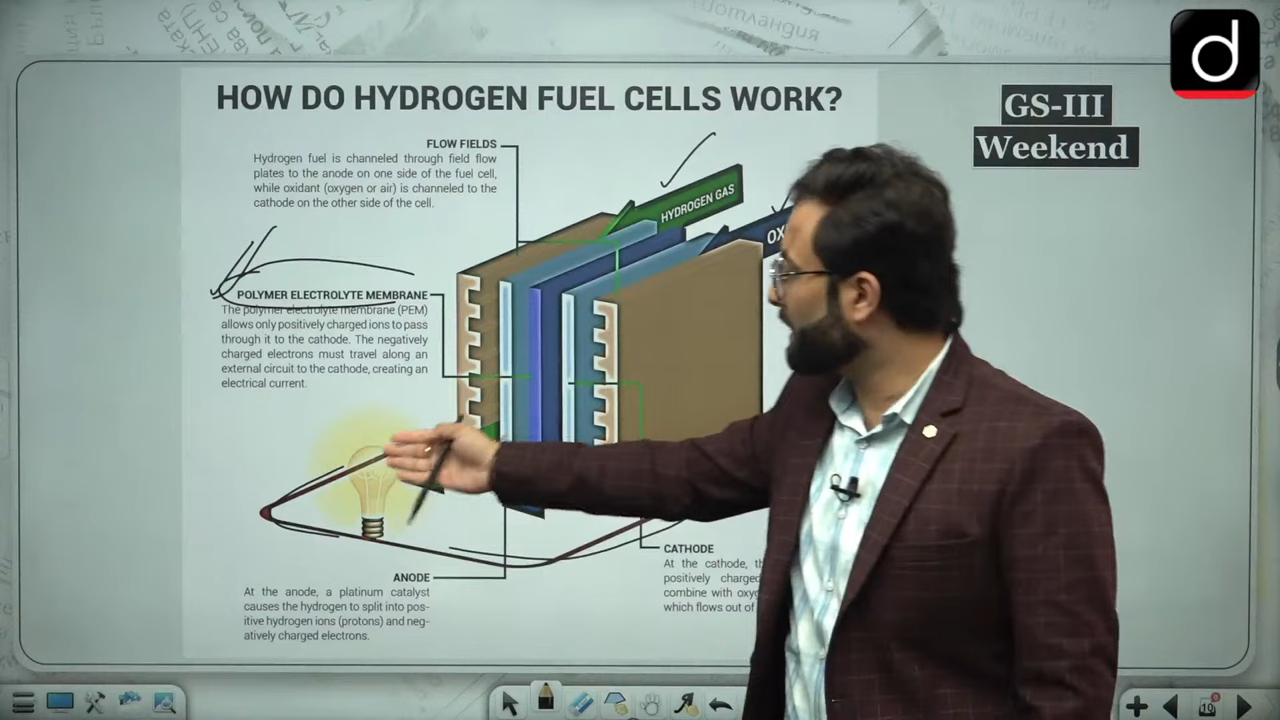 d
GS-III
Weekend
HOW DO HYDROGEN FUEL CELLS WORK?
FLOW FIELDS
Hydrogen fuel is channeled through field flow
plates to the anode on one side of the fuel cell,
while oxidant (oxygen or air) is channeled to the
cathode on the other side of the cell.
HYDROGEN GAS
OX
POLYMER ELECTROLYTE MEMBRANE
The polymer electrolyte membrane (PEM)
allows only positively charged ions to pass
through it to the cathode. The negatively
charged electrons must travel along an
external circuit to the cathode, creating an
electrical current.
ANODE
At the anode, a platinum catalyst
causes the hydrogen to split into pos-
itive hydrogen ions (protons) and neg-
atively charged electrons.
CATHODE
At the cathode,
positively charged
combine with
which flows out of